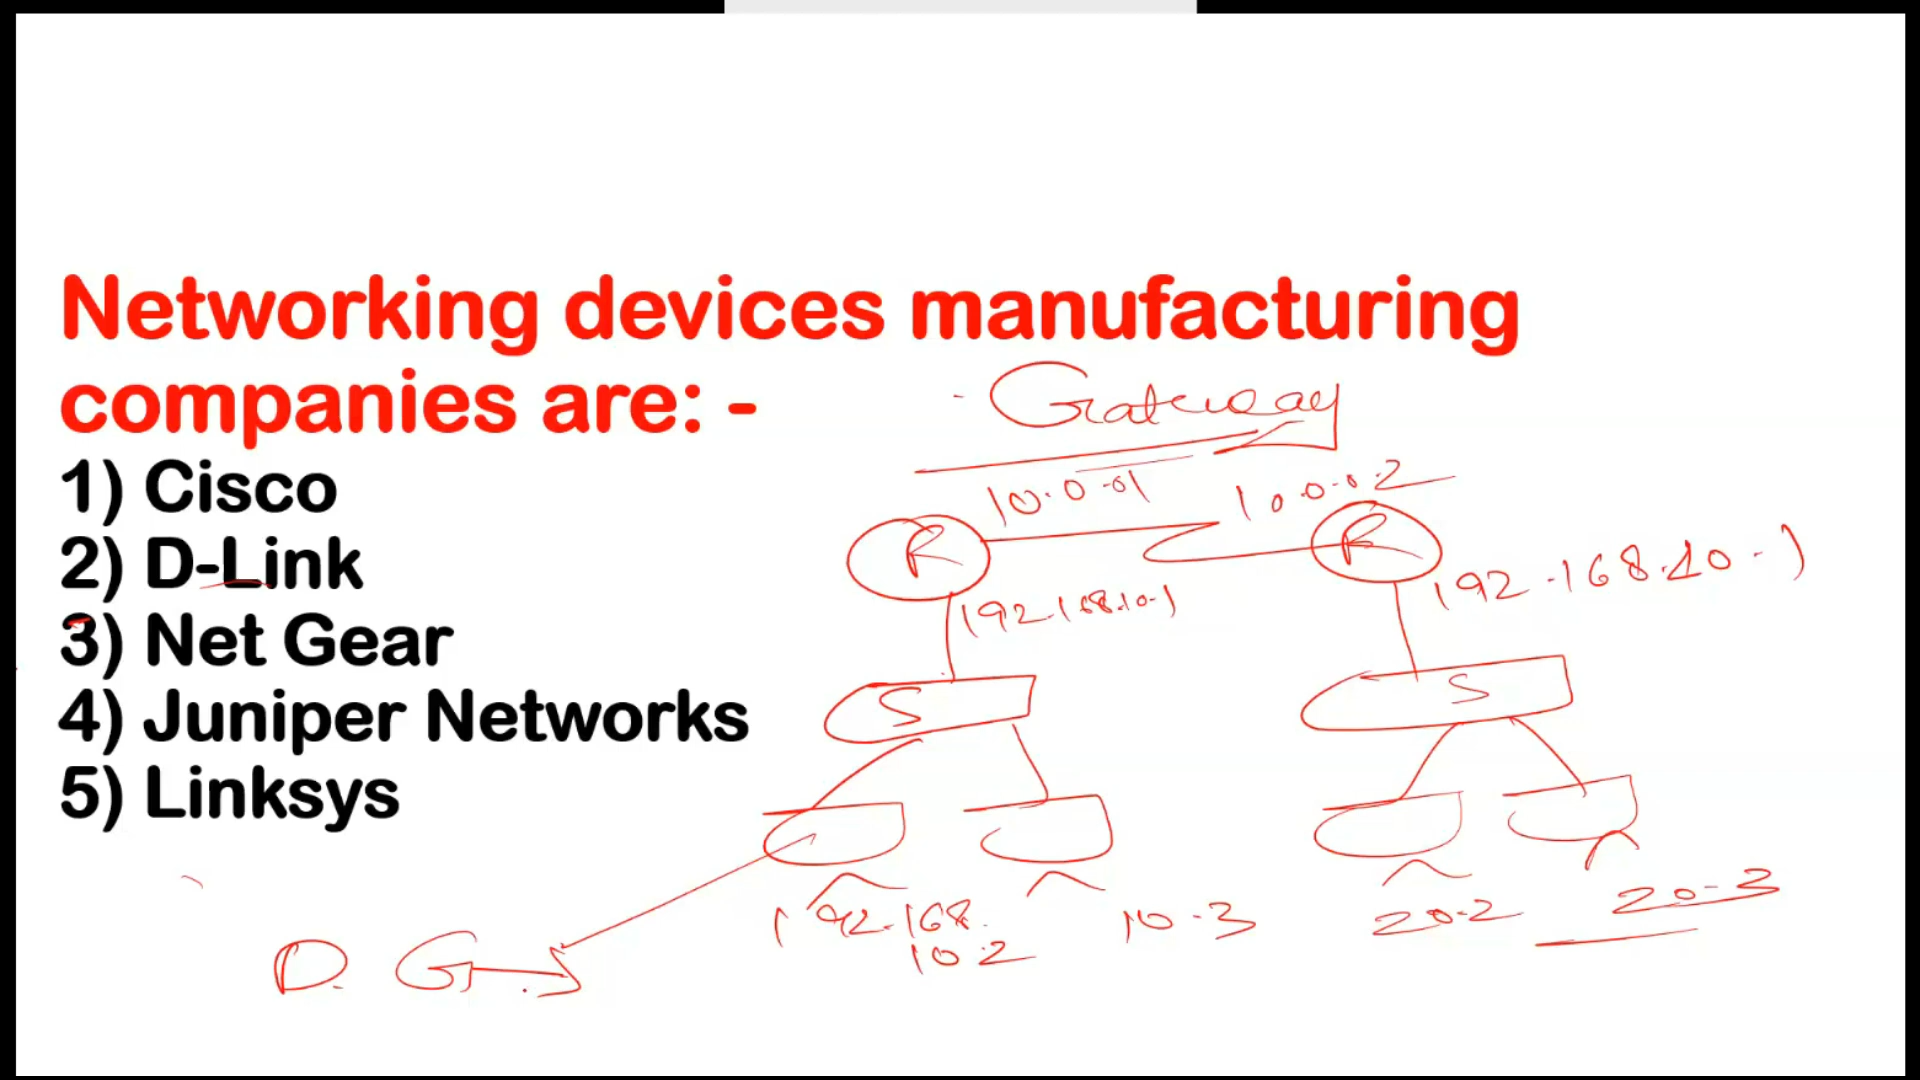 Networking devices manufacturing
companies are: -
1) Cisco
2) D-Link
3) Net Gear
4) Juniper Networks
5) Linksys
Gateway
10.0.01
10.0.0.2
R
R
192.168.10.1
192.168.20.1
S
S
192.168.
10.2
10.3
20.2
20.3
D. G.